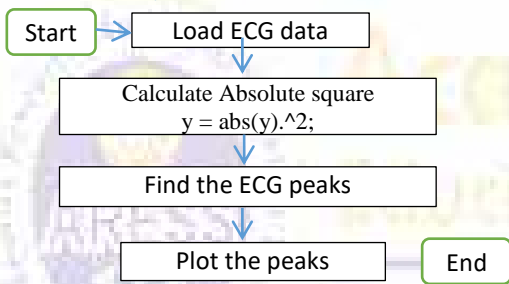 Start
Load ECG data
Calculate Absolute square
y = abs(y).^2;
Find the ECG peaks
Plot the peaks
End